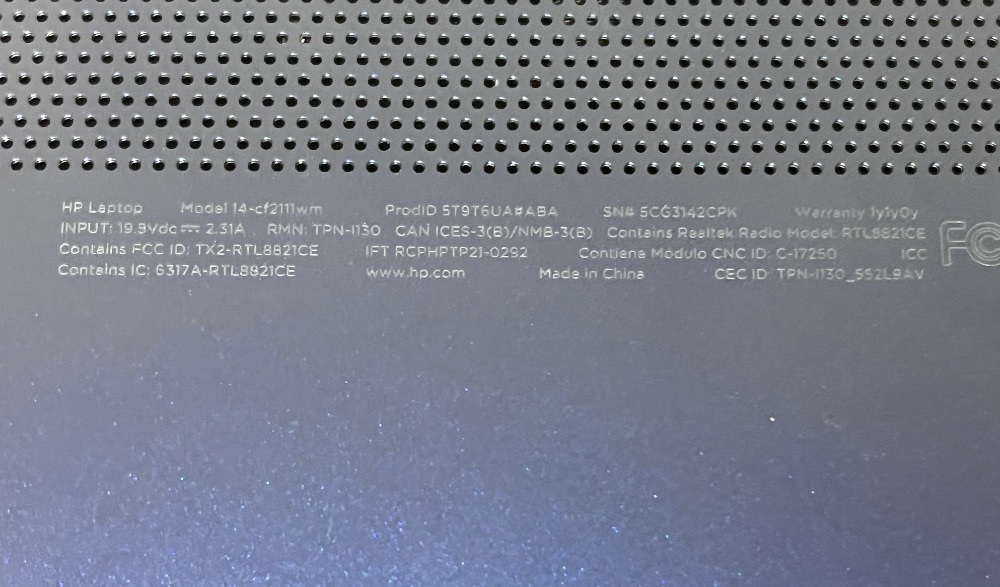 HP Laptop Model 14-cf2111wm ProdID 5T9T6UA#ABA SN# 5CG3142CPK Warranty 1y1y0y
INPUT: 19.5Vdc⎓ 2.31A RMN: TPN-I130 CAN ICES-3(B)/NMB-3(B) Contains Realtek Radio Model: RTL8821CE
Contains FCC ID: TX2-RTL8821CE IFT RCPHPTP21-0292 Contiene Módulo CNC ID: C-17250 ICC
Contains IC: 6317A-RTL8821CE www.hp.com Made in China CEC ID: TPN-I130_552L9AV
FC